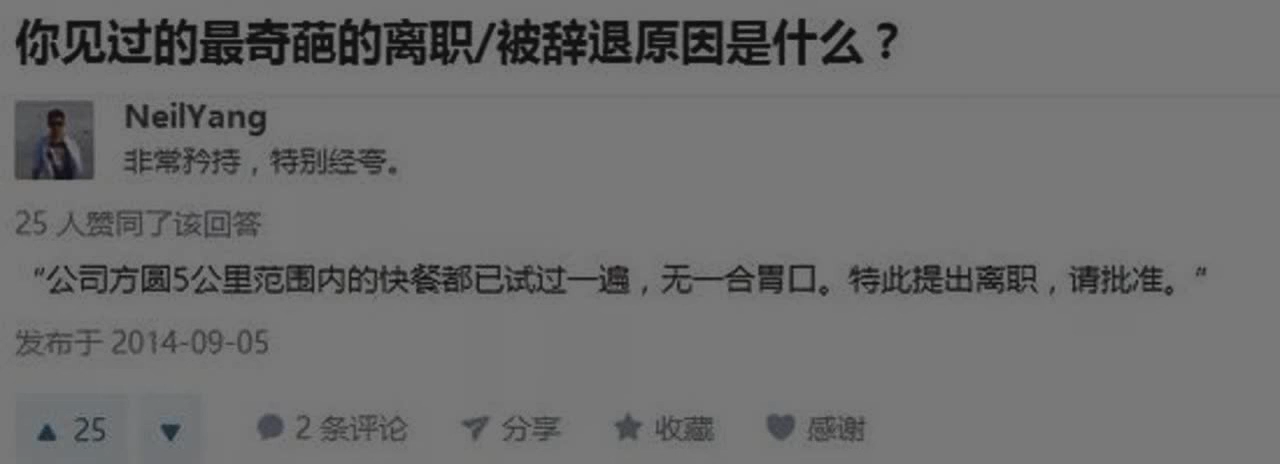 你见过的最奇葩的离职/被辞退原因是什么？
NeilYang
非常矜持，特别经夸。
25 人赞同了该回答
“公司方圆5公里范围内的快餐都已试过一遍，无一合胃口。特此提出离职，请批准。“
发布于 2014-09-05
25 2 条评论 分享 收藏 感谢